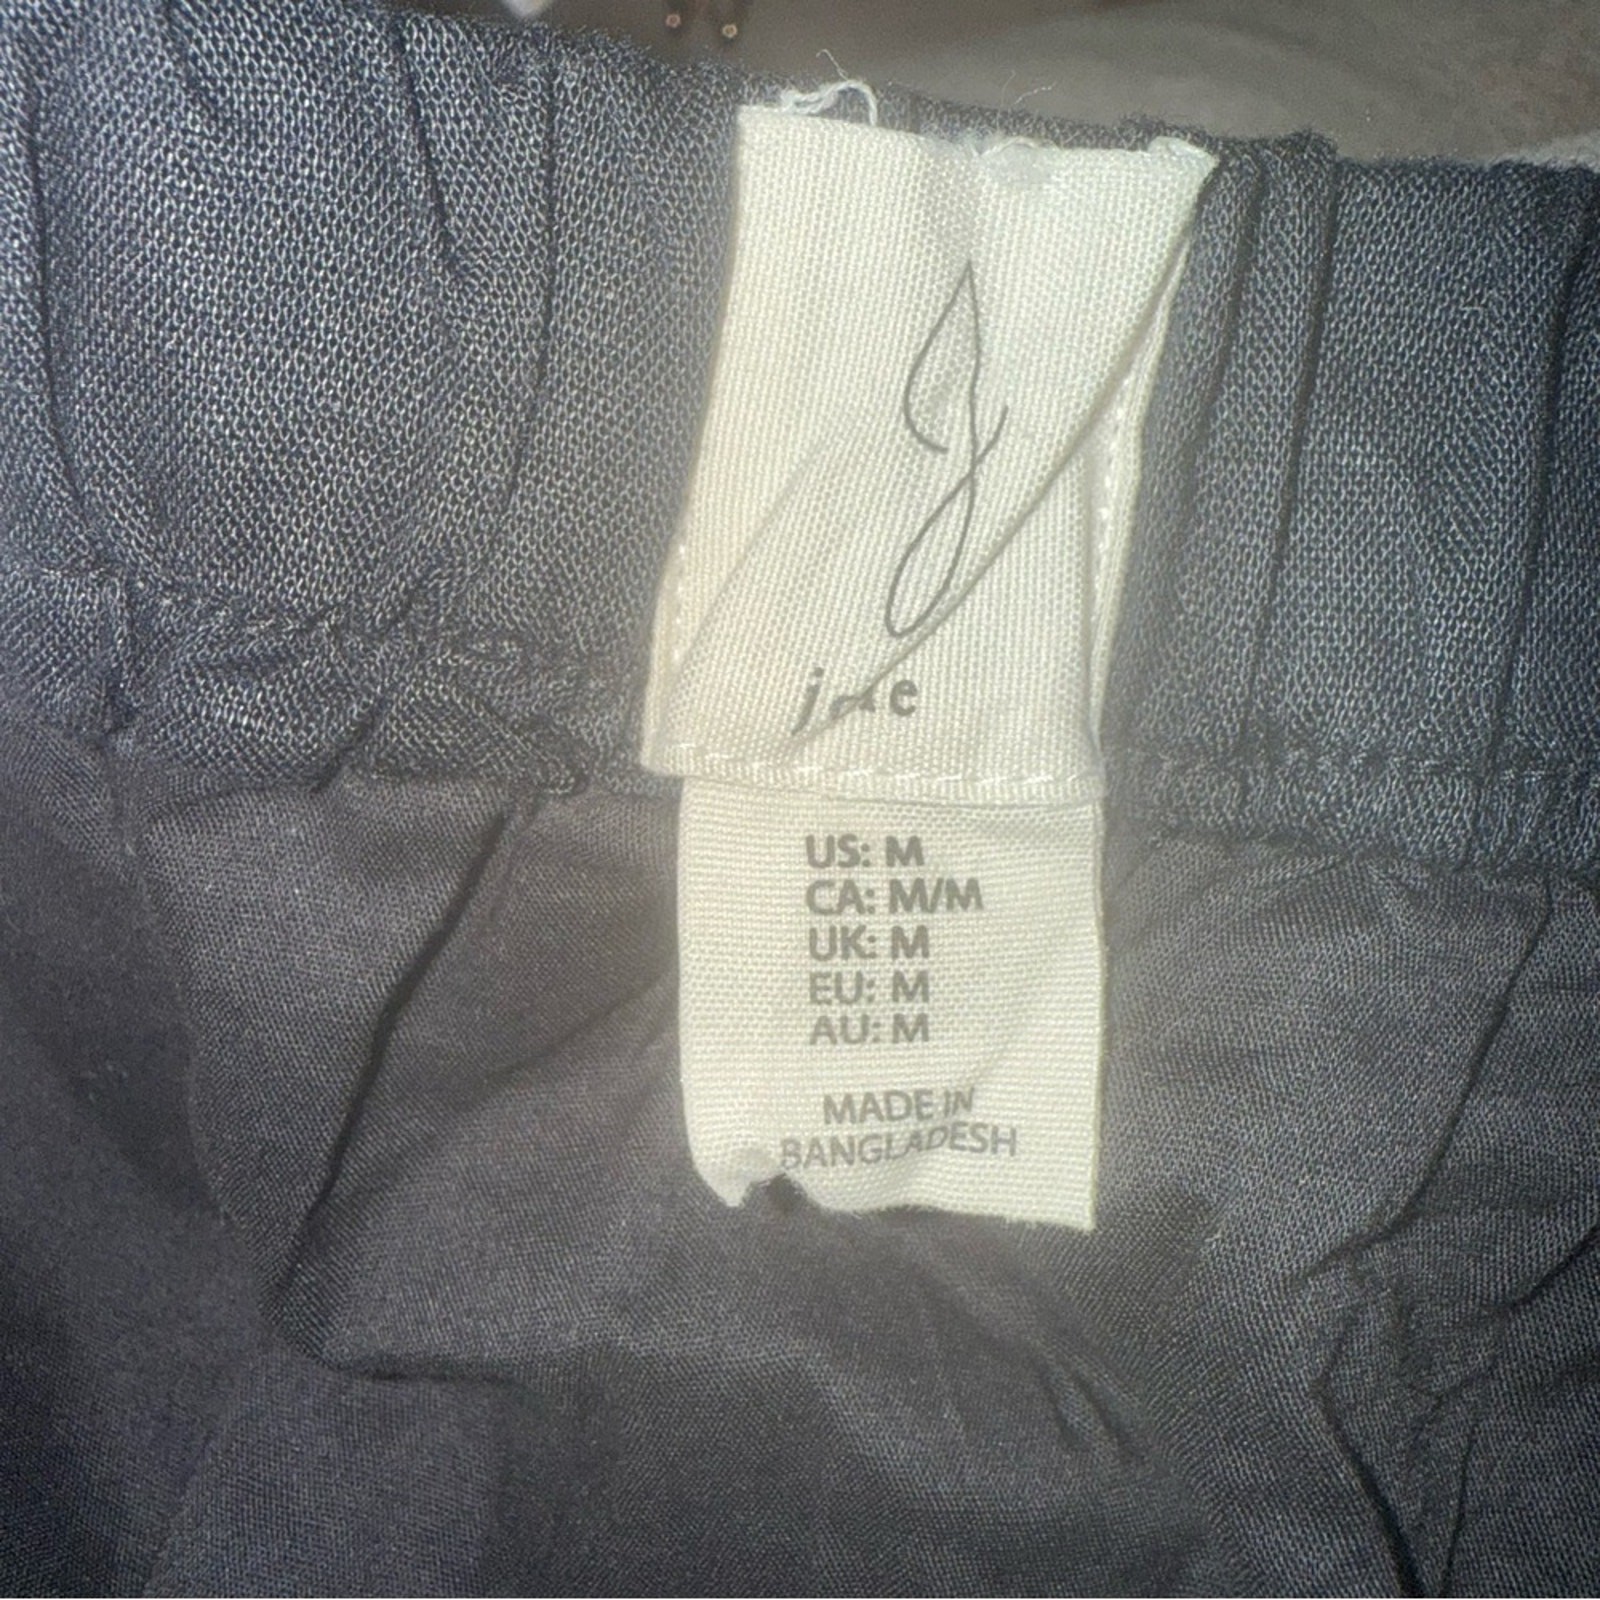 J
US: M
CA: M/M
UK: M
EU: M
AU: M
MADE IN
BANGLADESH